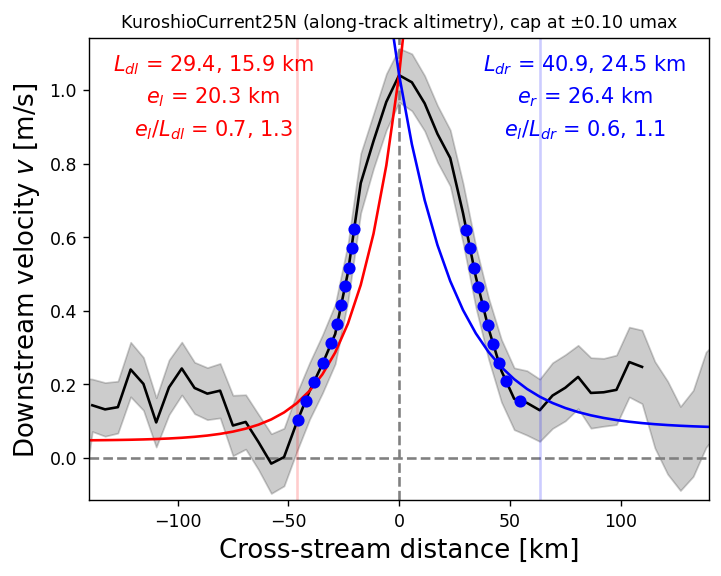 KuroshioCurrent25N (along-track altimetry), cap at ±0.10 umax
L_dl = 29.4, 15.9 km
e_l = 20.3 km
e_l/L_dl = 0.7, 1.3
L_dr = 40.9, 24.5 km
e_r = 26.4 km
e_l/L_dr = 0.6, 1.1
Downstream velocity v [m/s]
1.0
0.8
0.6
0.4
0.2
0.0
−100 −50 0 50 100
Cross-stream distance [km]